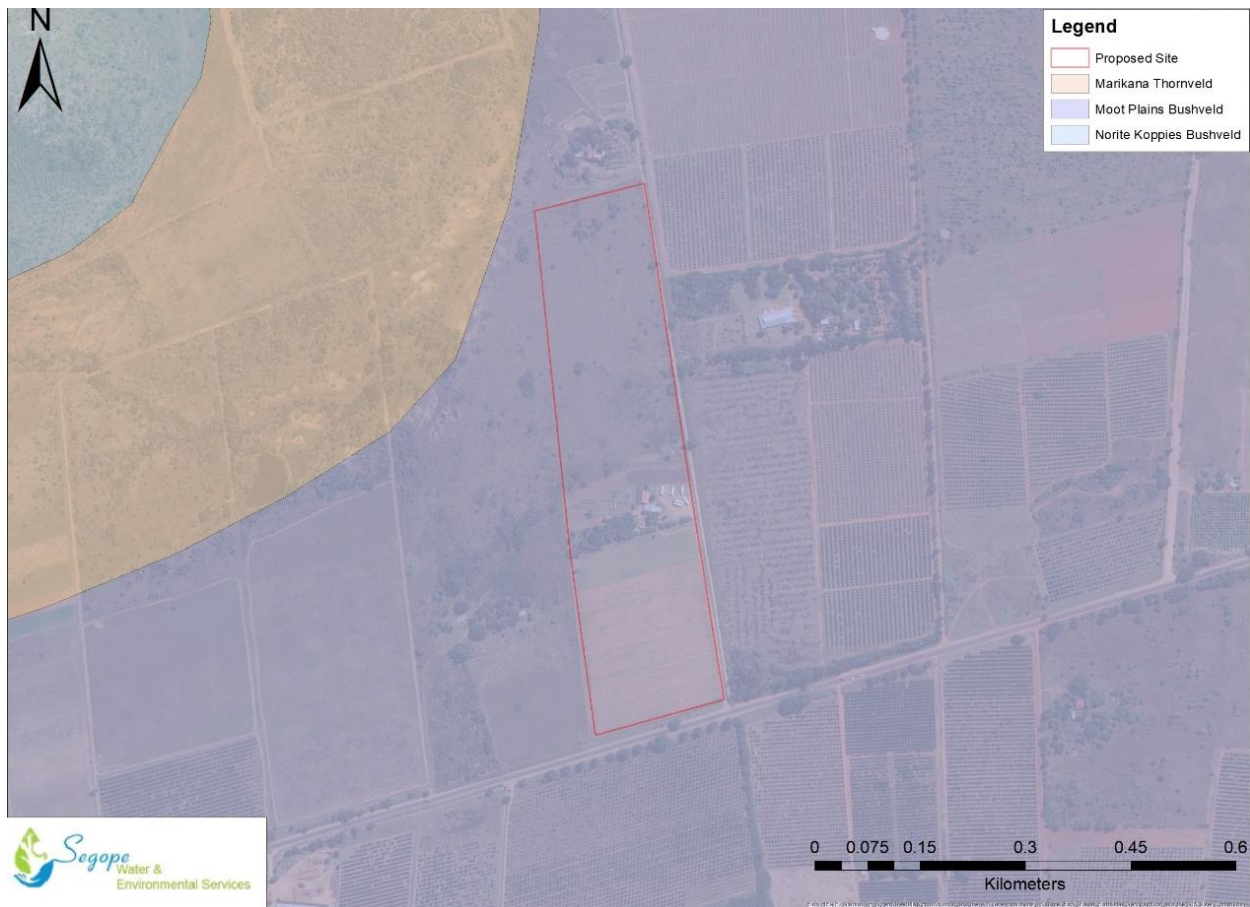 N
Legend
Proposed Site
Marikana Thornveld
Moot Plains Bushveld
Norite Koppies Bushveld
Segope
Water &
Environmental Services
0 0.075 0.15 0.3 0.45 0.6
Kilometers